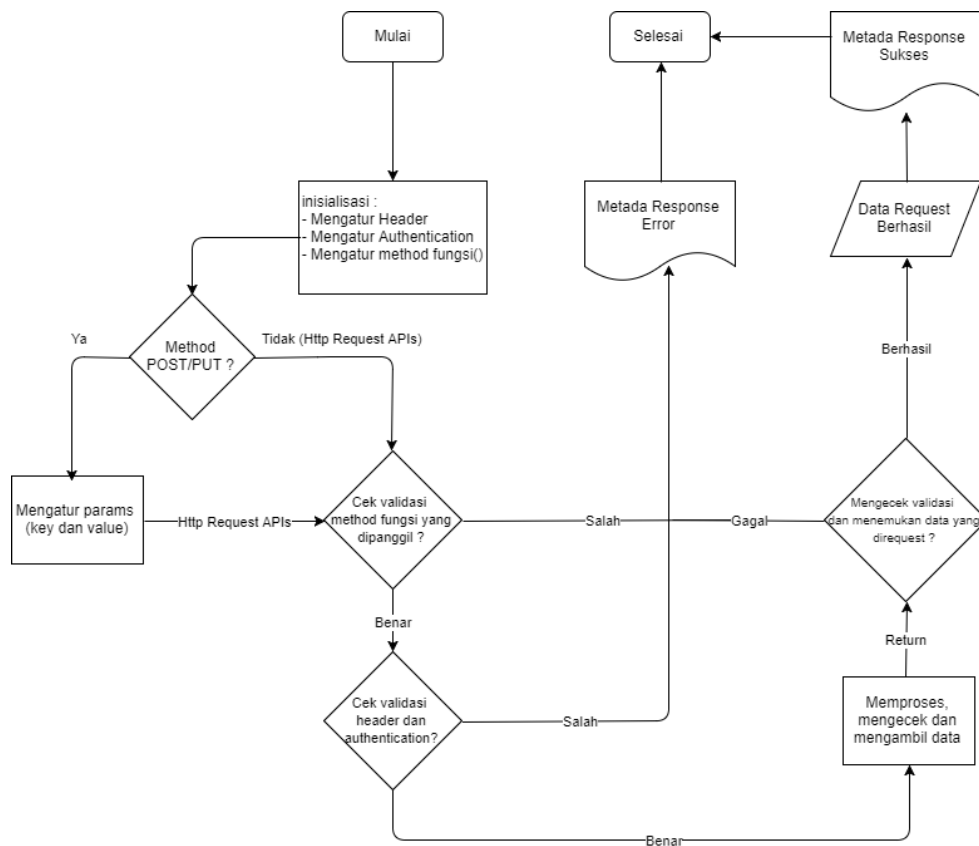 Mulai
Selesai
Metada Response
Sukses
inisialisasi :
- Mengatur Header
- Mengatur Authentication
- Mengatur method fungsi()
Metada Response
Error
Data Request
Berhasil
Ya
Method
POST/PUT ?
Tidak (Http Request APIs)
Berhasil
Mengatur params
(key dan value)
Http Request APIs
Cek validasi
method fungsi yang
dipanggil ?
Salah
Gagal
Mengecek validasi
dan menemukan data yang
direquest ?
Benar
Return
Cek validasi
header dan
authentication?
Salah
Memproses,
mengecek dan
mengambil data
Benar